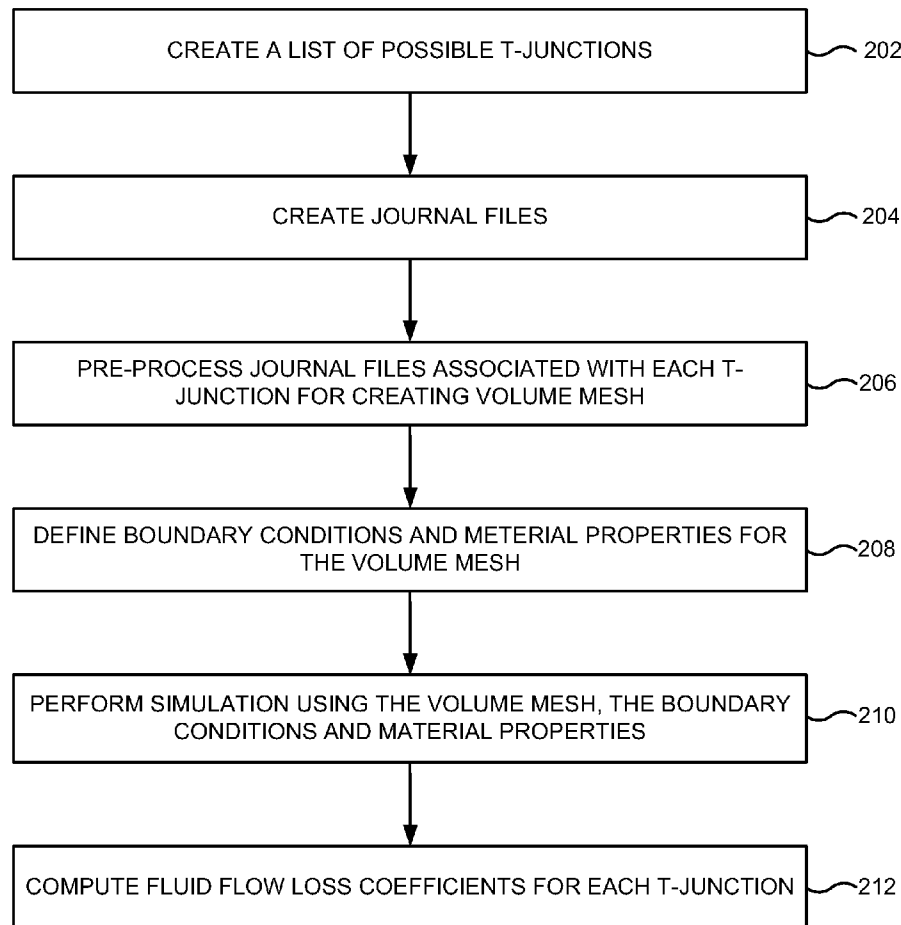 CREATE A LIST OF POSSIBLE T-JUNCTIONS
202
CREATE JOURNAL FILES
204
PRE-PROCESS JOURNAL FILES ASSOCIATED WITH EACH T-
JUNCTION FOR CREATING VOLUME MESH
206
DEFINE BOUNDARY CONDITIONS AND METERIAL PROPERTIES FOR
THE VOLUME MESH
208
PERFORM SIMULATION USING THE VOLUME MESH, THE BOUNDARY
CONDITIONS AND MATERIAL PROPERTIES
210
COMPUTE FLUID FLOW LOSS COEFFICIENTS FOR EACH T-JUNCTION
212